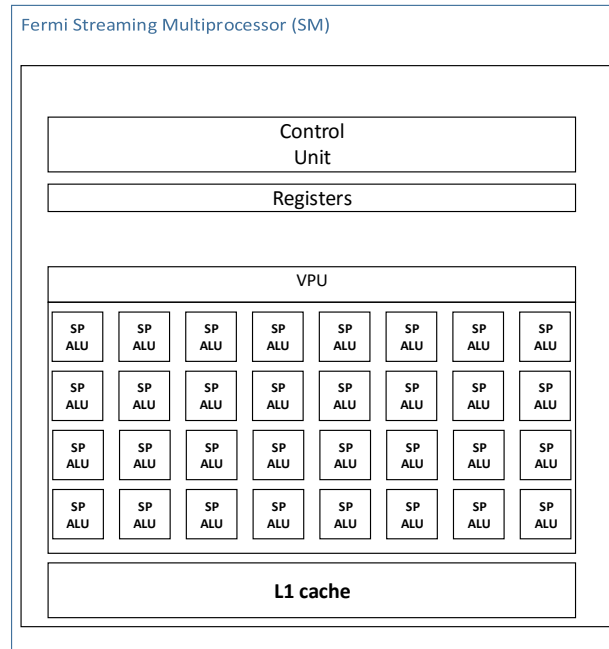 Fermi Streaming Multiprocessor (SM)
Control
Unit
Registers
VPU
SP SP SP SP SP SP SP SP
ALU ALU ALU ALU ALU ALU ALU ALU
SP SP SP SP SP SP SP SP
ALU ALU ALU ALU ALU ALU ALU ALU
SP SP SP SP SP SP SP SP
ALU ALU ALU ALU ALU ALU ALU ALU
SP SP SP SP SP SP SP SP
ALU ALU ALU ALU ALU ALU ALU ALU
L1 cache